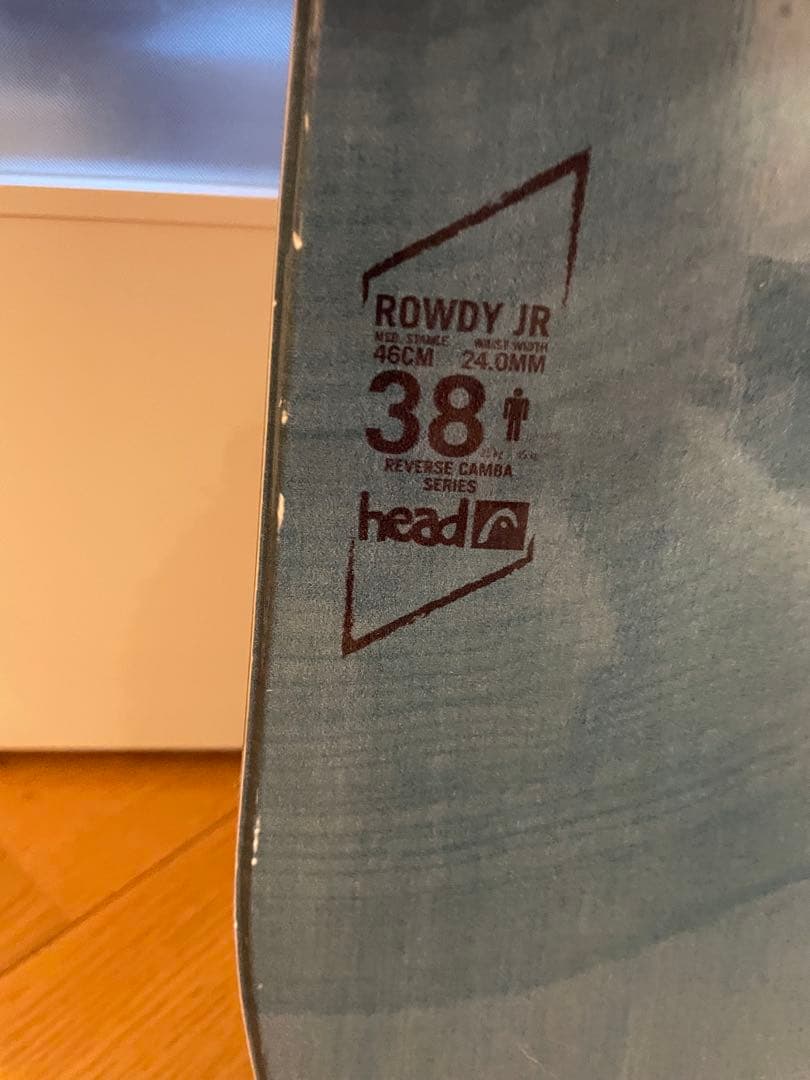 ROWDY JR
MED. STANCE WAIST WIDTH
46CM 24.0MM
38
REVERSE CAMBA
SERIES
head